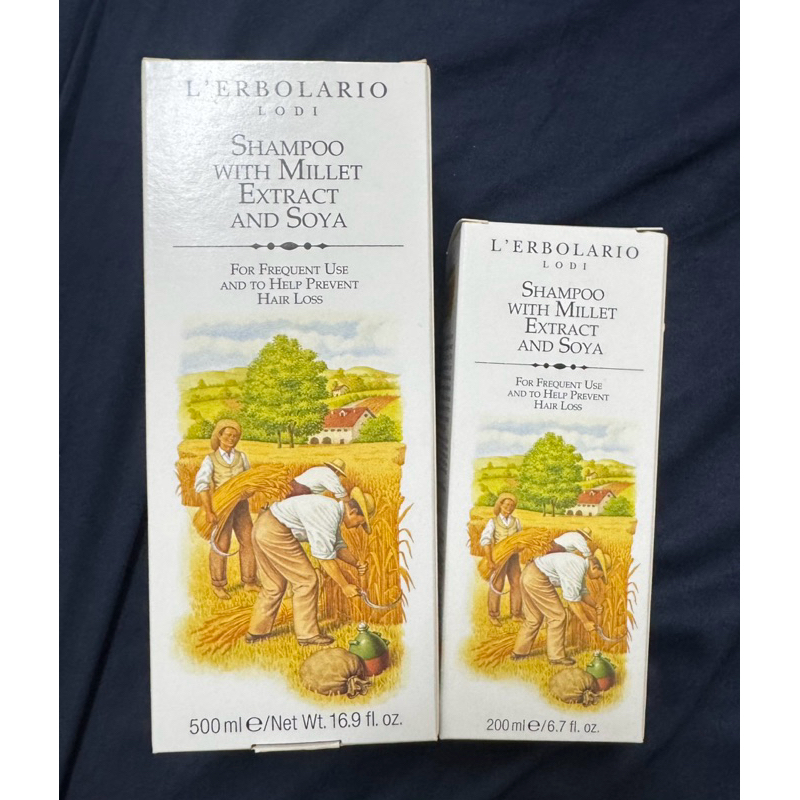 L'ERBOLARIO
LODI
SHAMPOO
WITH MILLET
EXTRACT
AND SOYA
FOR FREQUENT USE
AND TO HELP PREVENT
HAIR LOSS
500 ml ℮/Net Wt. 16.9 fl. oz.
L'ERBOLARIO
LODI
SHAMPOO
WITH MILLET
EXTRACT
AND SOYA
FOR FREQUENT USE
AND TO HELP PREVENT
HAIR LOSS
200 ml ℮/6.7 fl. oz.